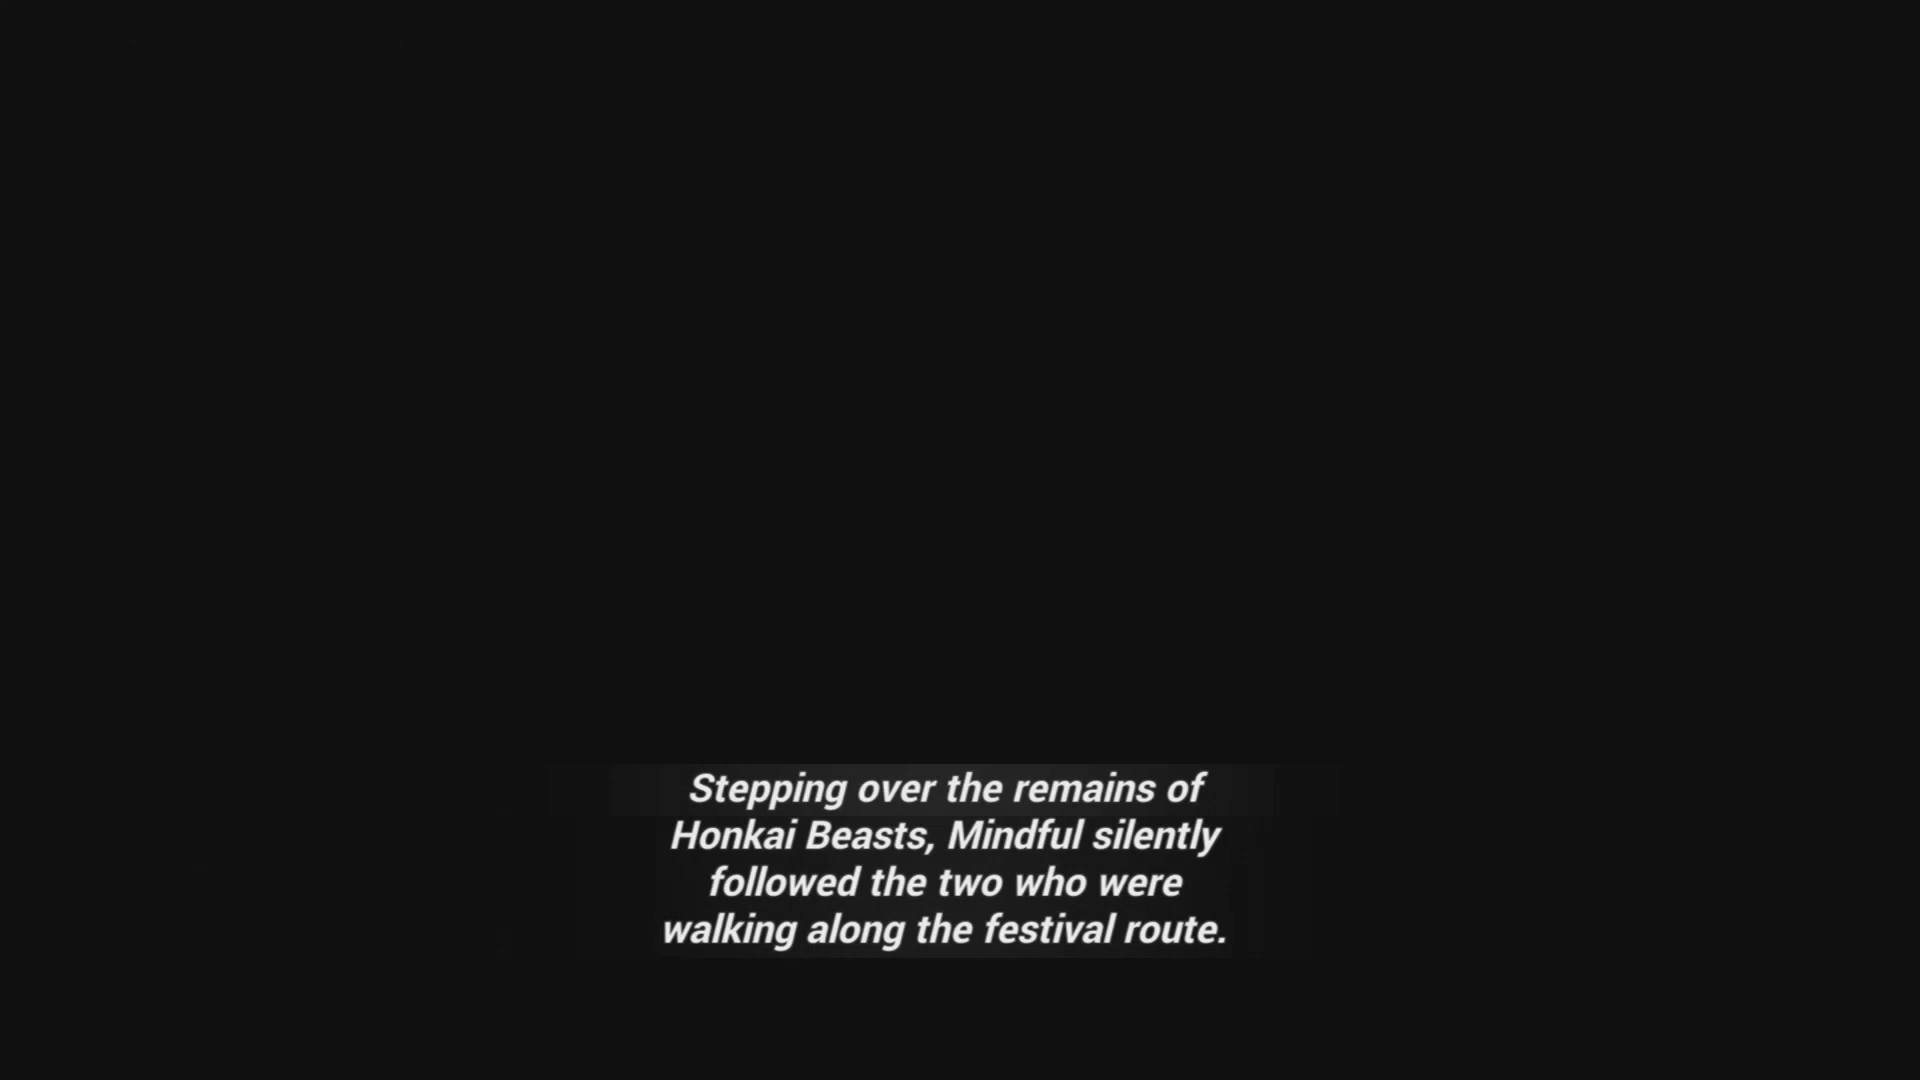 Stepping over the remains of
Honkai Beasts, Mindful silently
followed the two who were
walking along the festival route.